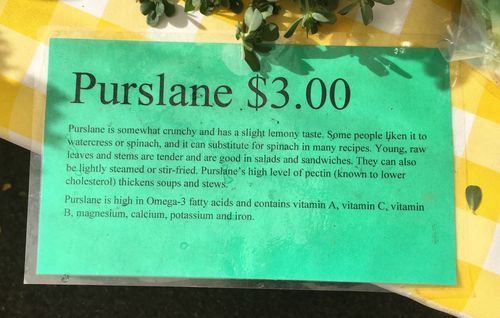 Purslane $3.00
Purslane is somewhat crunchy and has a slight lemony taste. Some people liken it to
watercress or spinach, and it can substitute for spinach in many recipes. Young, raw
leaves and stems are tender and are good in salads and sandwiches. They can also
be lightly steamed or stir-fried. Purslane's high level of pectin (known to lower
cholesterol) thickens soups and stews.
Purslane is high in Omega-3 fatty acids and contains vitamin A, vitamin C, vitamin
B, magnesium, calcium, potassium and iron.